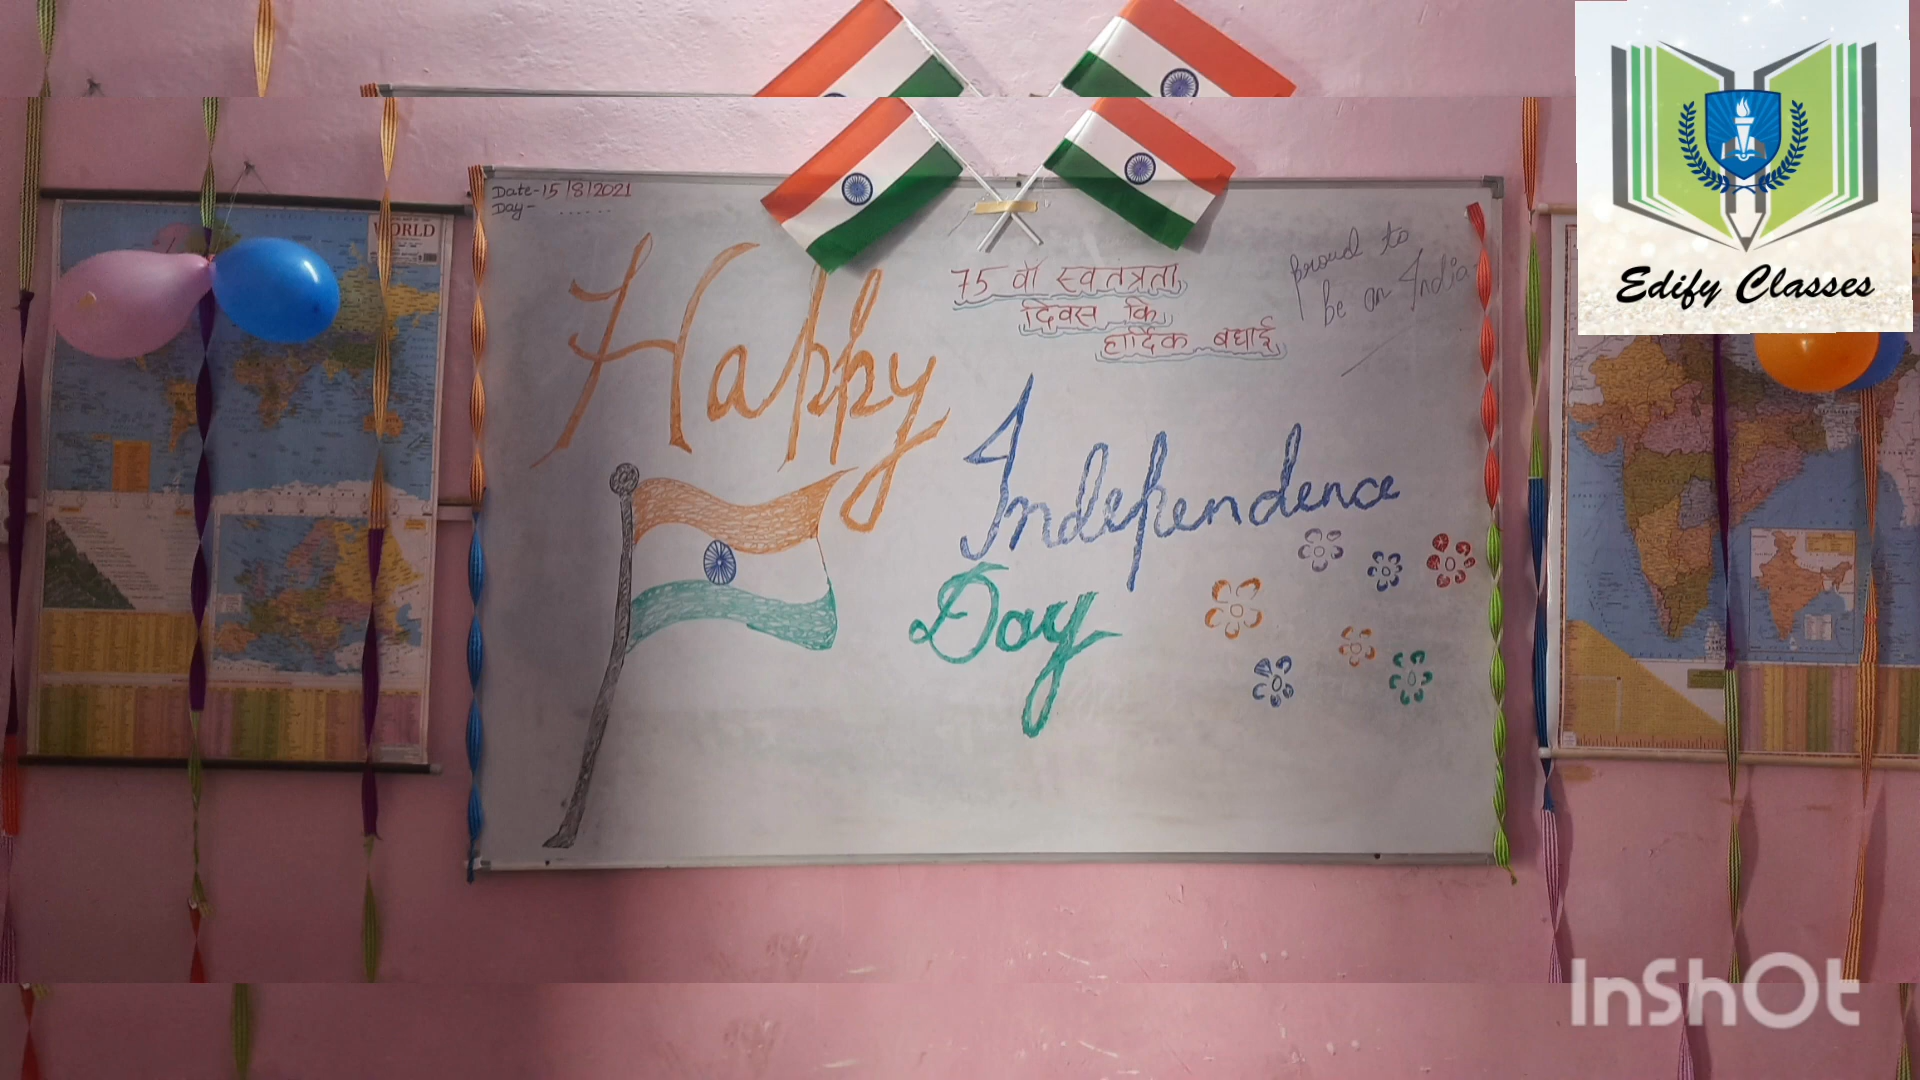 Date-15/8/2021
Day- ......
Happy
75 वाँ स्वतंत्रता
दिवस कि
हार्दिक बधाई
proud to
be an India
Independence
Day
WORLD
Edify Classes
InShOt